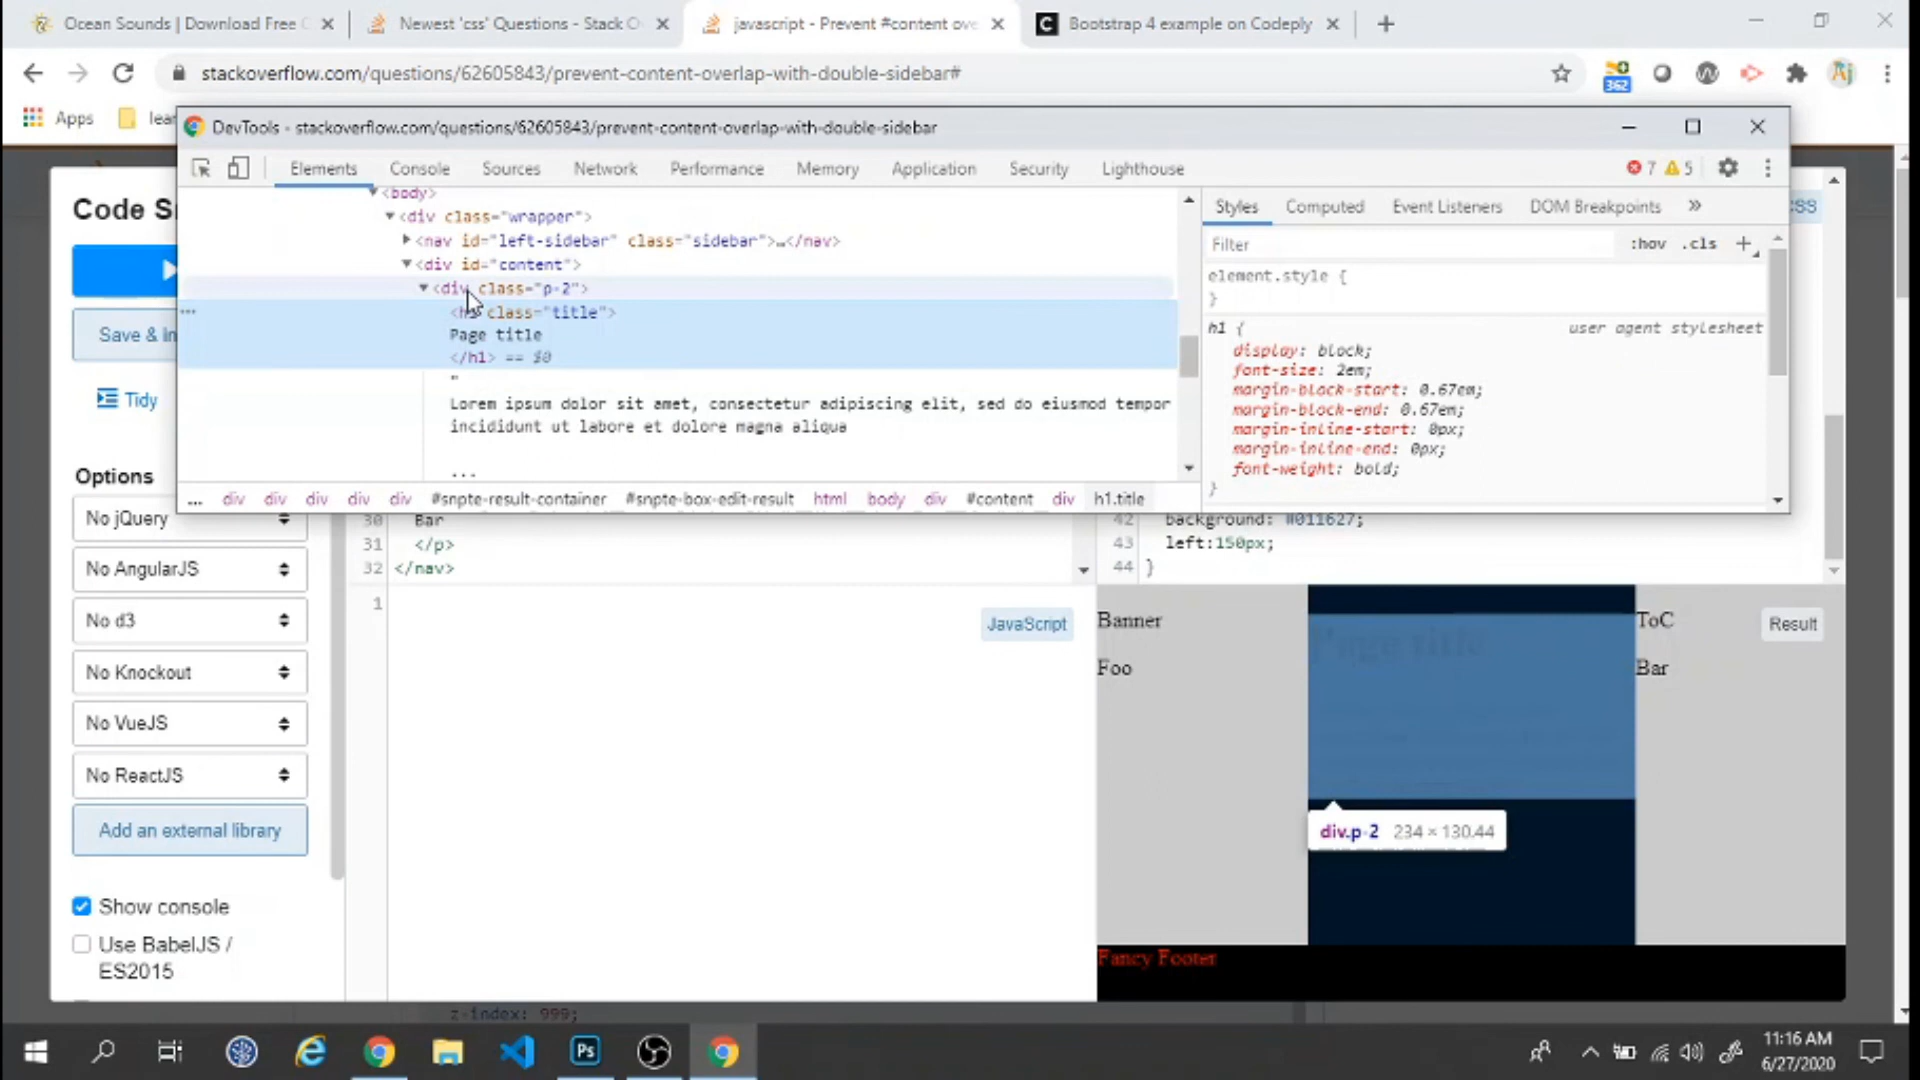 Ocean Sounds | Download Free C
Newest 'css' Questions - Stack O
javascript - Prevent #content ove
Bootstrap 4 example on Codeply
stackoverflow.com/questions/62605843/prevent-content-overlap-with-double-sidebar#
362
Apps
lear
DevTools - stackoverflow.com/questions/62605843/prevent-content-overlap-with-double-sidebar
Elements Console Sources Network Performance Memory Application Security Lighthouse 7 5
Code Sn
Save & in
Tidy
Options
No jQuery
No AngularJS
No d3
No Knockout
No VueJS
No ReactJS
Add an external library
Show console
Use BabelJS /
ES2015
<body>
<div class="wrapper">
<nav id="left-sidebar" class="sidebar">…</nav>
<div id="content">
<div class="p-2">
class="title">
Page title
</h1> == $0
"
Lorem ipsum dolor sit amet, consectetur adipiscing elit, sed do eiusmod tempor
incididunt ut labore et dolore magna aliqua
...
... div div div div div #snpte-result-container #snpte-box-edit-result html body div #content div h1.title
Styles Computed Event Listeners DOM Breakpoints »
CSS
Filter :hov .cls +
element.style {
}
h1 { user agent stylesheet
display: block;
font-size: 2em;
margin-block-start: 0.67em;
margin-block-end: 0.67em;
margin-inline-start: 0px;
margin-inline-end: 0px;
font-weight: bold;
}
30 Bar
31 </p>
32 </nav>
42 background: #011627;
43 left:150px;
44 }
1
JavaScript
Banner
Foo
Page title
ToC
Bar
Result
div.p-2 234 × 130.44
Fancy Footer
z-index: 999;
Ps
11:16 AM
6/27/2020